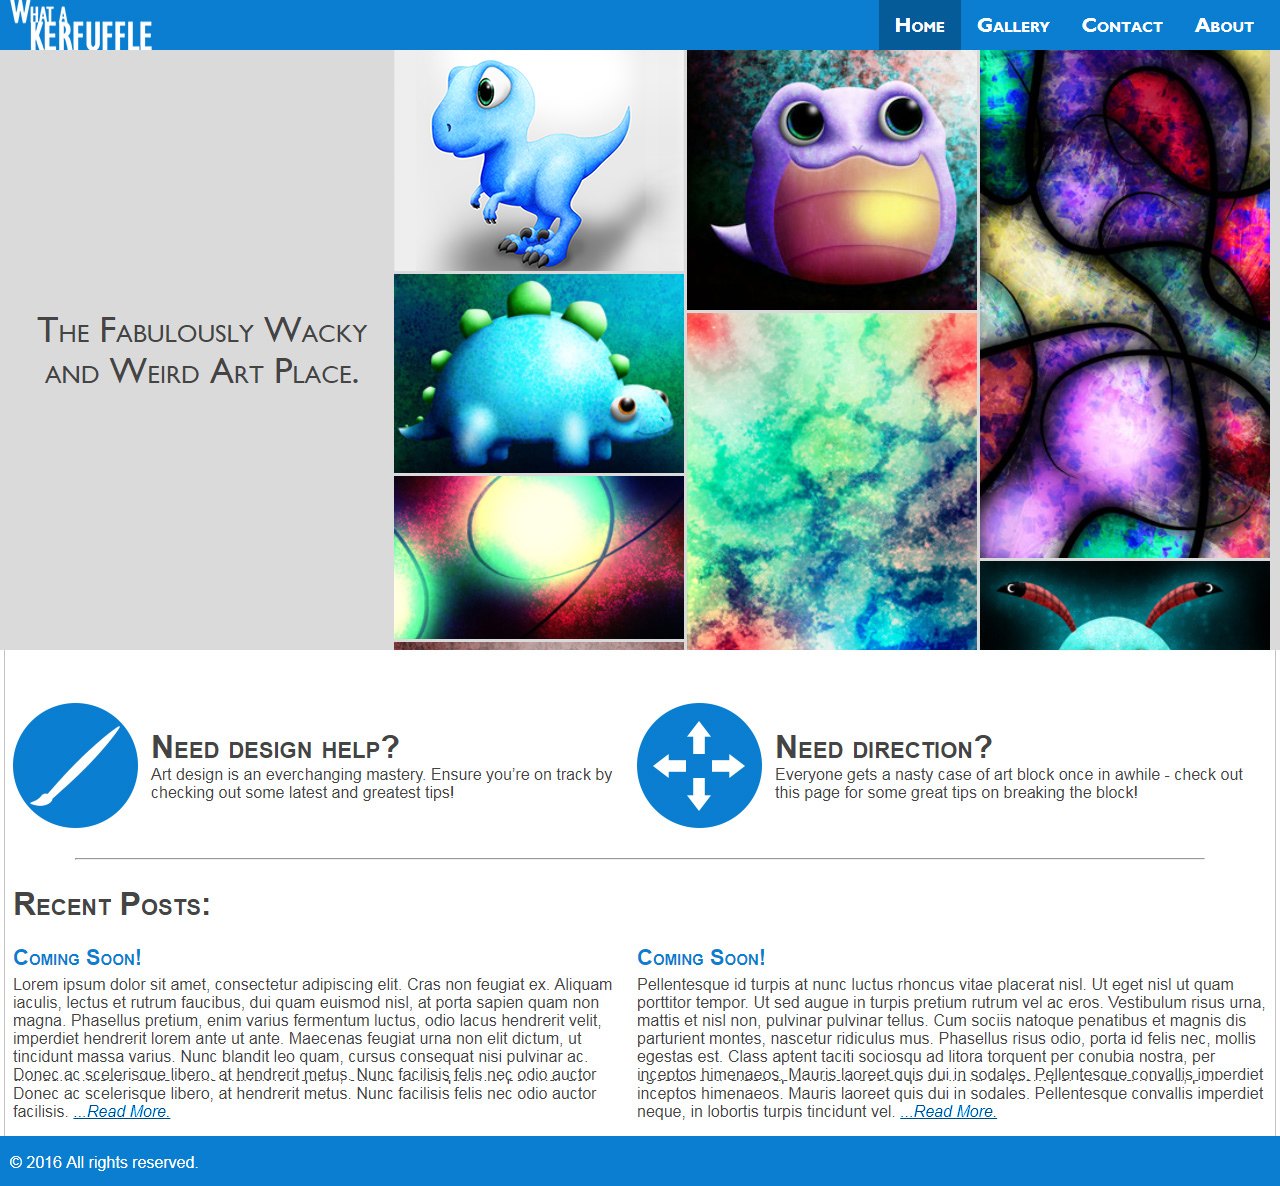 What a
KERFUFFLE
Home Gallery Contact About
The Fabulously Wacky
and Weird Art Place.
Need design help?
Art design is an everchanging mastery. Ensure you’re on track by
checking out some latest and greatest tips!
Need direction?
Everyone gets a nasty case of art block once in awhile - check out
this page for some great tips on breaking the block!
Recent Posts:
Coming Soon!
Lorem ipsum dolor sit amet, consectetur adipiscing elit. Cras non feugiat ex. Aliquam
iaculis, lectus et rutrum faucibus, dui quam euismod nisl, at porta sapien quam non
magna. Phasellus pretium, enim varius fermentum luctus, odio lacus hendrerit velit,
imperdiet hendrerit lorem ante ut ante. Maecenas feugiat urna non elit dictum, ut
tincidunt massa varius. Nunc blandit leo quam, cursus consequat nisi pulvinar ac.
Donec ac scelerisque libero, at hendrerit metus. Nunc facilisis felis nec odio auctor
Donec ac scelerisque libero, at hendrerit metus. Nunc facilisis felis nec odio auctor
facilisis. ...Read More.
Coming Soon!
Pellentesque id turpis at nunc luctus rhoncus vitae placerat nisl. Ut eget nisl ut quam
porttitor tempor. Ut sed augue in turpis pretium rutrum vel ac eros. Vestibulum risus urna,
mattis et nisl non, pulvinar pulvinar tellus. Cum sociis natoque penatibus et magnis dis
parturient montes, nascetur ridiculus mus. Phasellus risus odio, porta id felis nec, mollis
egestas est. Class aptent taciti sociosqu ad litora torquent per conubia nostra, per
inceptos himenaeos. Mauris laoreet quis dui in sodales. Pellentesque convallis imperdiet
inceptos himenaeos. Mauris laoreet quis dui in sodales. Pellentesque convallis imperdiet
neque, in lobortis turpis tincidunt vel. ...Read More.
© 2016 All rights reserved.